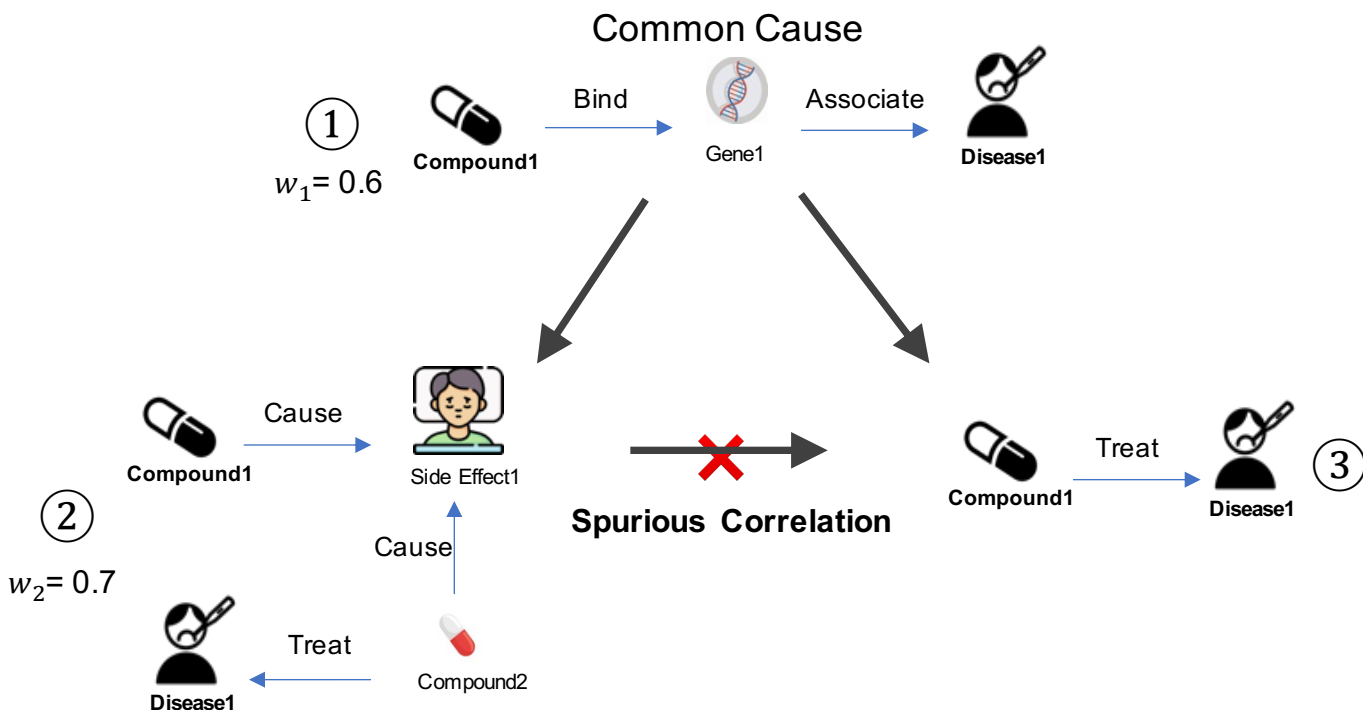 Common Cause
①
Bind
Associate
Compound1
Gene1
Disease1
w₁= 0.6
Cause
Compound1
Side Effect1
Treat
Compound1
Disease1
③
Spurious Correlation
②
w₂= 0.7
Cause
Treat
Disease1
Compound2